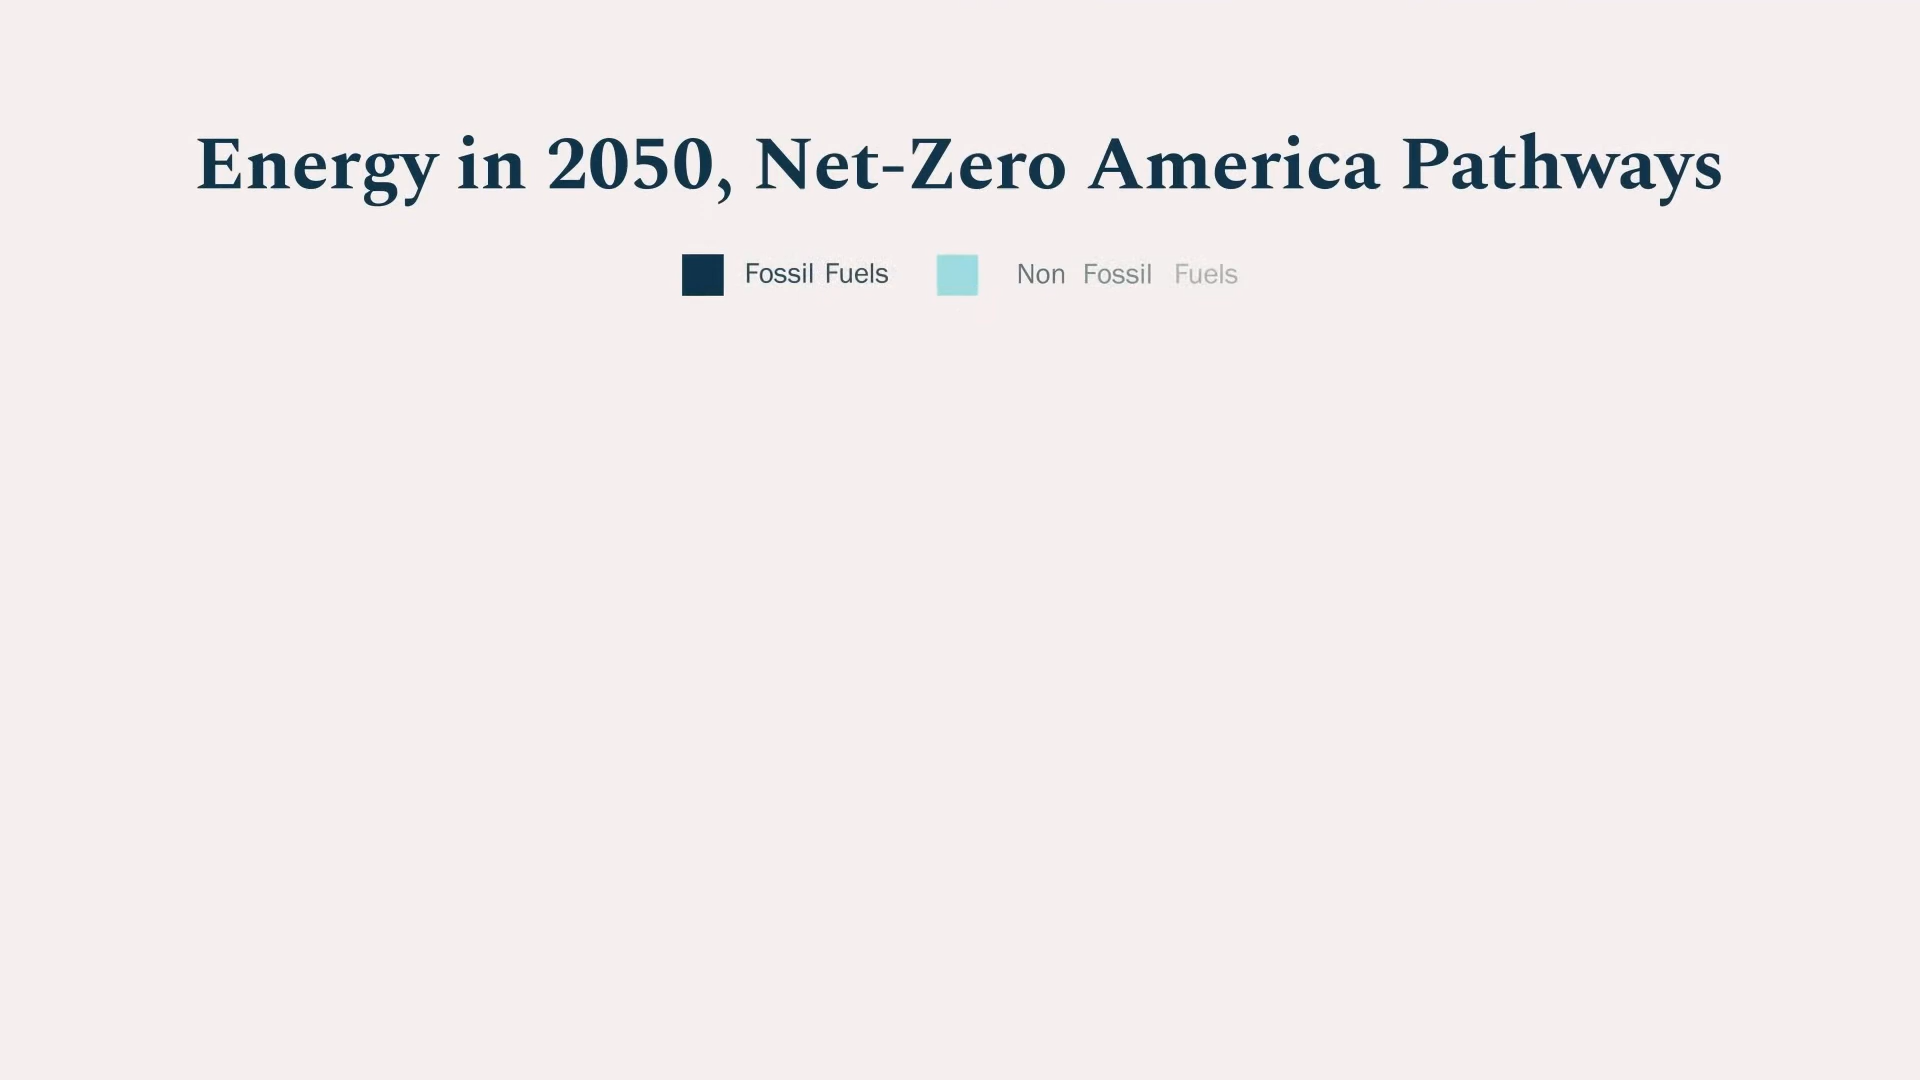 Energy in 2050, Net-Zero America Pathways
Fossil Fuels Non Fossil Fuels